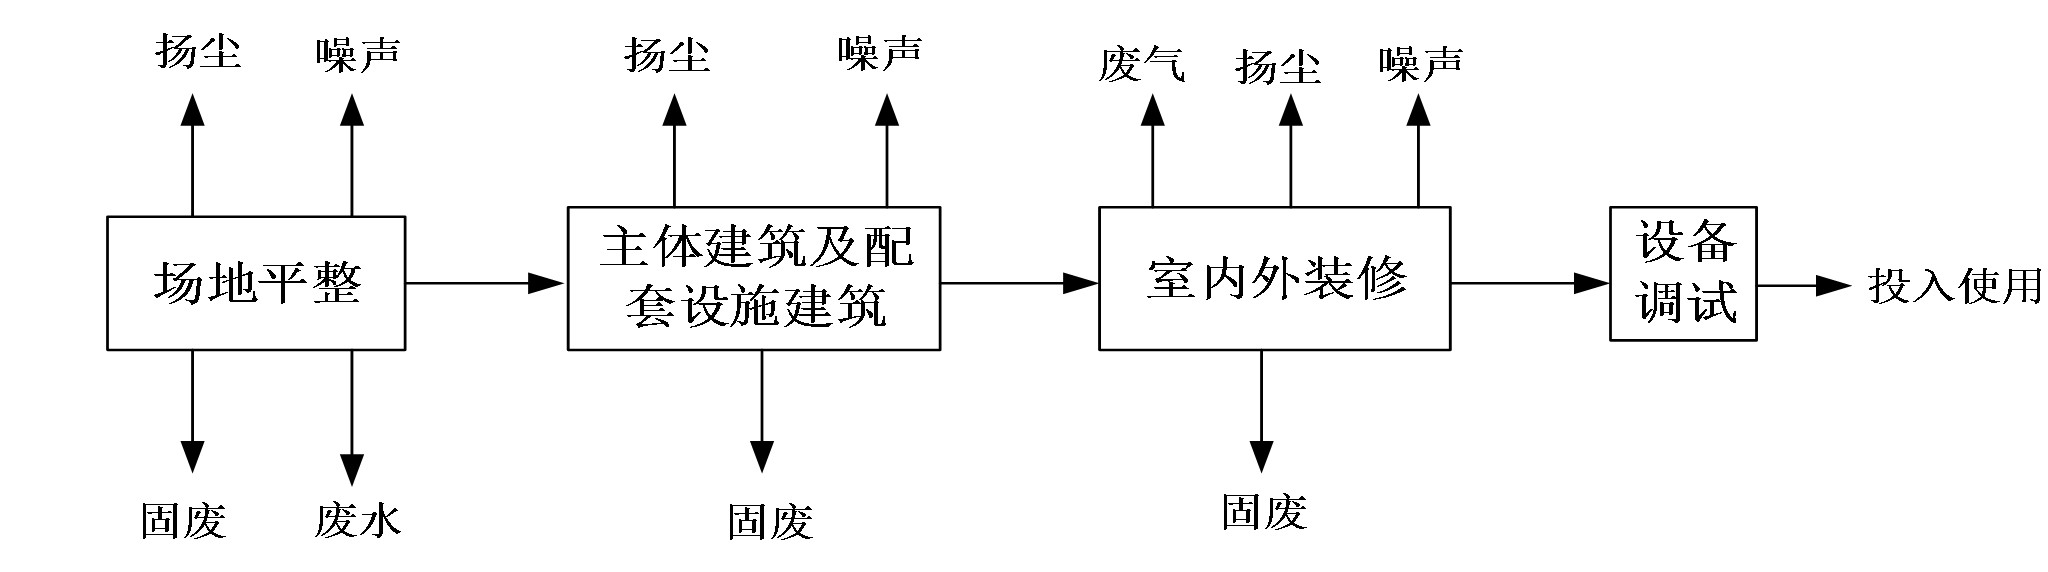 扬尘
噪声
扬尘
噪声
废气
扬尘
噪声
场地平整
主体建筑及配
套设施建筑
室内外装修
设备
调试
投入使用
固废
废水
固废
固废